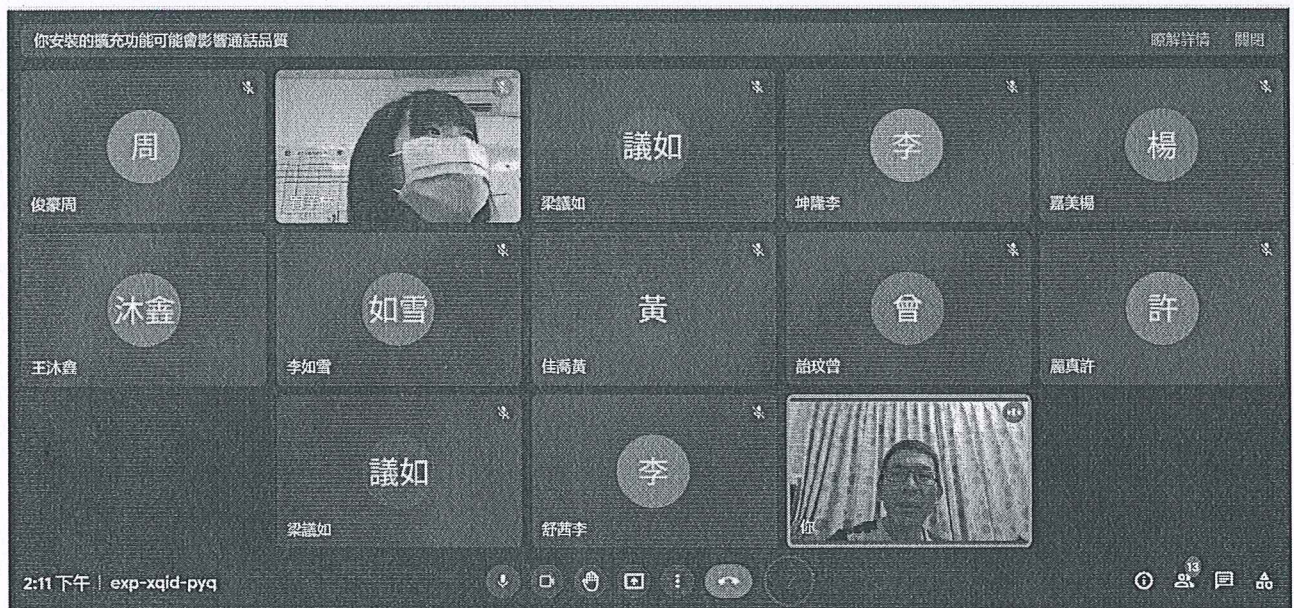 你安裝的擴充功能可能會影響通話品質
瞭解詳情 關閉
周
俊豪周
議如
梁議如
李
坤隆李
楊
嘉美楊
沐鑫
王沐鑫
如雪
李如雪
黃
佳喬黃
曾
詒玟曾
許
麗真許
議如
梁議如
李
舒茜李
你
2:11 下午 | exp-xqid-pyq
13